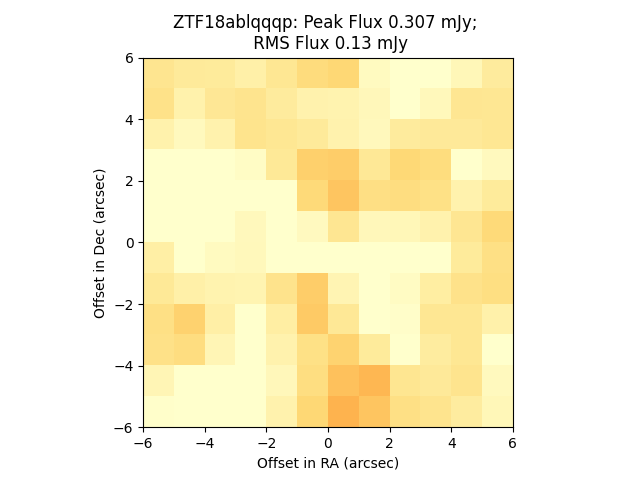 ZTF18ablqqqp: Peak Flux 0.307 mJy;
RMS Flux 0.13 mJy
6
4
2
0
−2
−4
−6
Offset in Dec (arcsec)
−6 −4 −2 0 2 4 6
Offset in RA (arcsec)